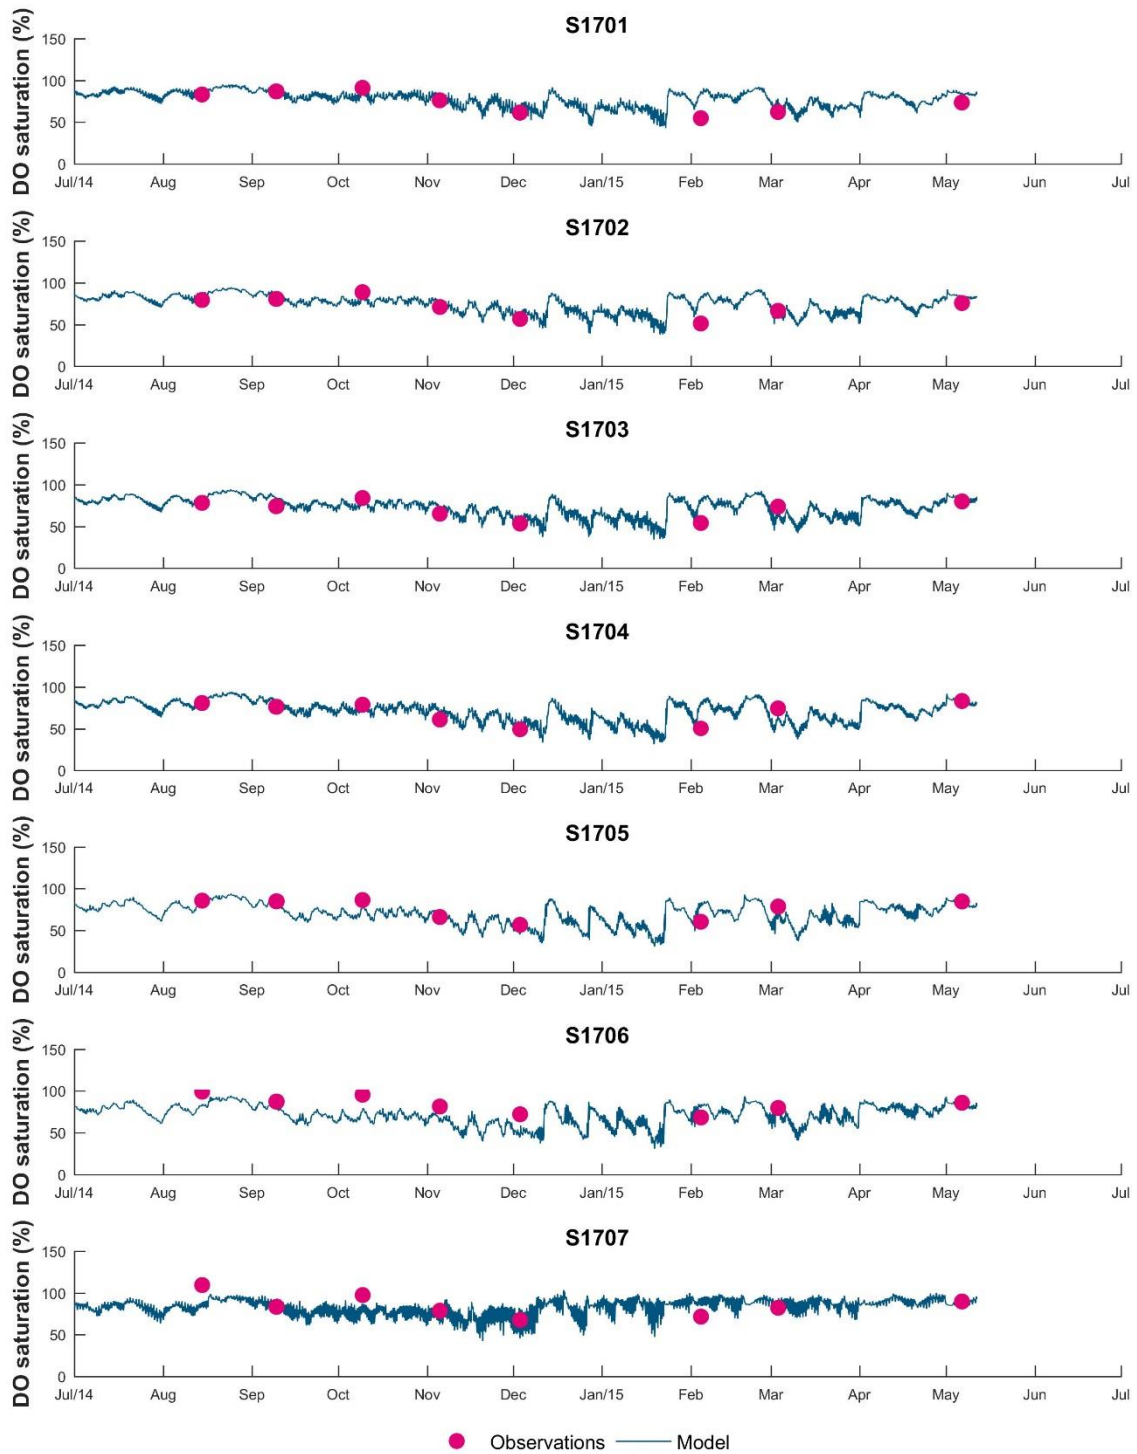 S1701
DO saturation (%)
150
100
50
0
Jul/14 Aug Sep Oct Nov Dec Jan/15 Feb Mar Apr May Jun Jul
S1702
DO saturation (%)
150
100
50
0
Jul/14 Aug Sep Oct Nov Dec Jan/15 Feb Mar Apr May Jun Jul
S1703
DO saturation (%)
150
100
50
0
Jul/14 Aug Sep Oct Nov Dec Jan/15 Feb Mar Apr May Jun Jul
S1704
DO saturation (%)
150
100
50
0
Jul/14 Aug Sep Oct Nov Dec Jan/15 Feb Mar Apr May Jun Jul
S1705
DO saturation (%)
150
100
50
0
Jul/14 Aug Sep Oct Nov Dec Jan/15 Feb Mar Apr May Jun Jul
S1706
DO saturation (%)
150
100
50
0
Jul/14 Aug Sep Oct Nov Dec Jan/15 Feb Mar Apr May Jun Jul
S1707
DO saturation (%)
150
100
50
0
Jul/14 Aug Sep Oct Nov Dec Jan/15 Feb Mar Apr May Jun Jul
Observations Model